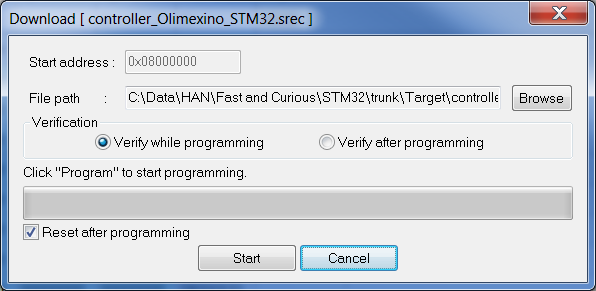 Download [ controller_Olimexino_STM32.srec ]
Start address : 0x08000000
File path : C:\Data\HAN\Fast and Curious\STM32\trunk\Target\controlle Browse
Verification
Verify while programming Verify after programming
Click "Program" to start programming.
Reset after programming
Start Cancel